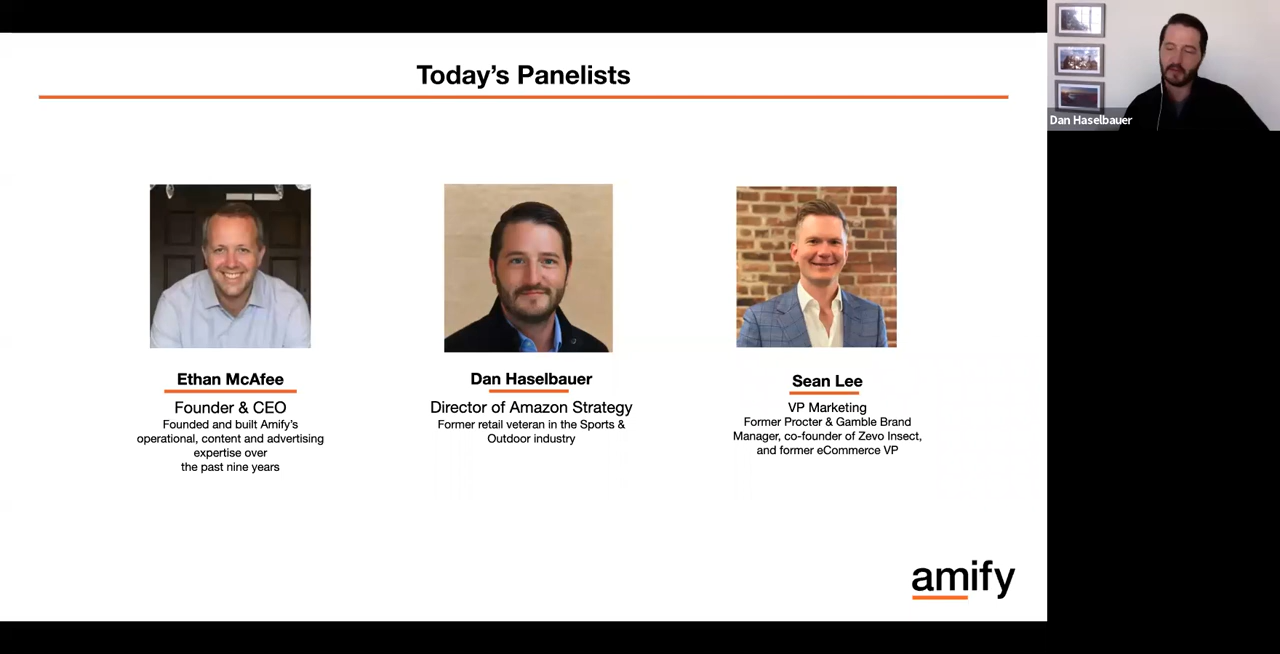 Today’s Panelists
Dan Haselbauer
Ethan McAfee
Founder & CEO
Founded and built Amify’s
operational, content and advertising
expertise over
the past nine years
Dan Haselbauer
Director of Amazon Strategy
Former retail veteran in the Sports &
Outdoor industry
Sean Lee
VP Marketing
Former Procter & Gamble Brand
Manager, co-founder of Zevo Insect,
and former eCommerce VP
amify